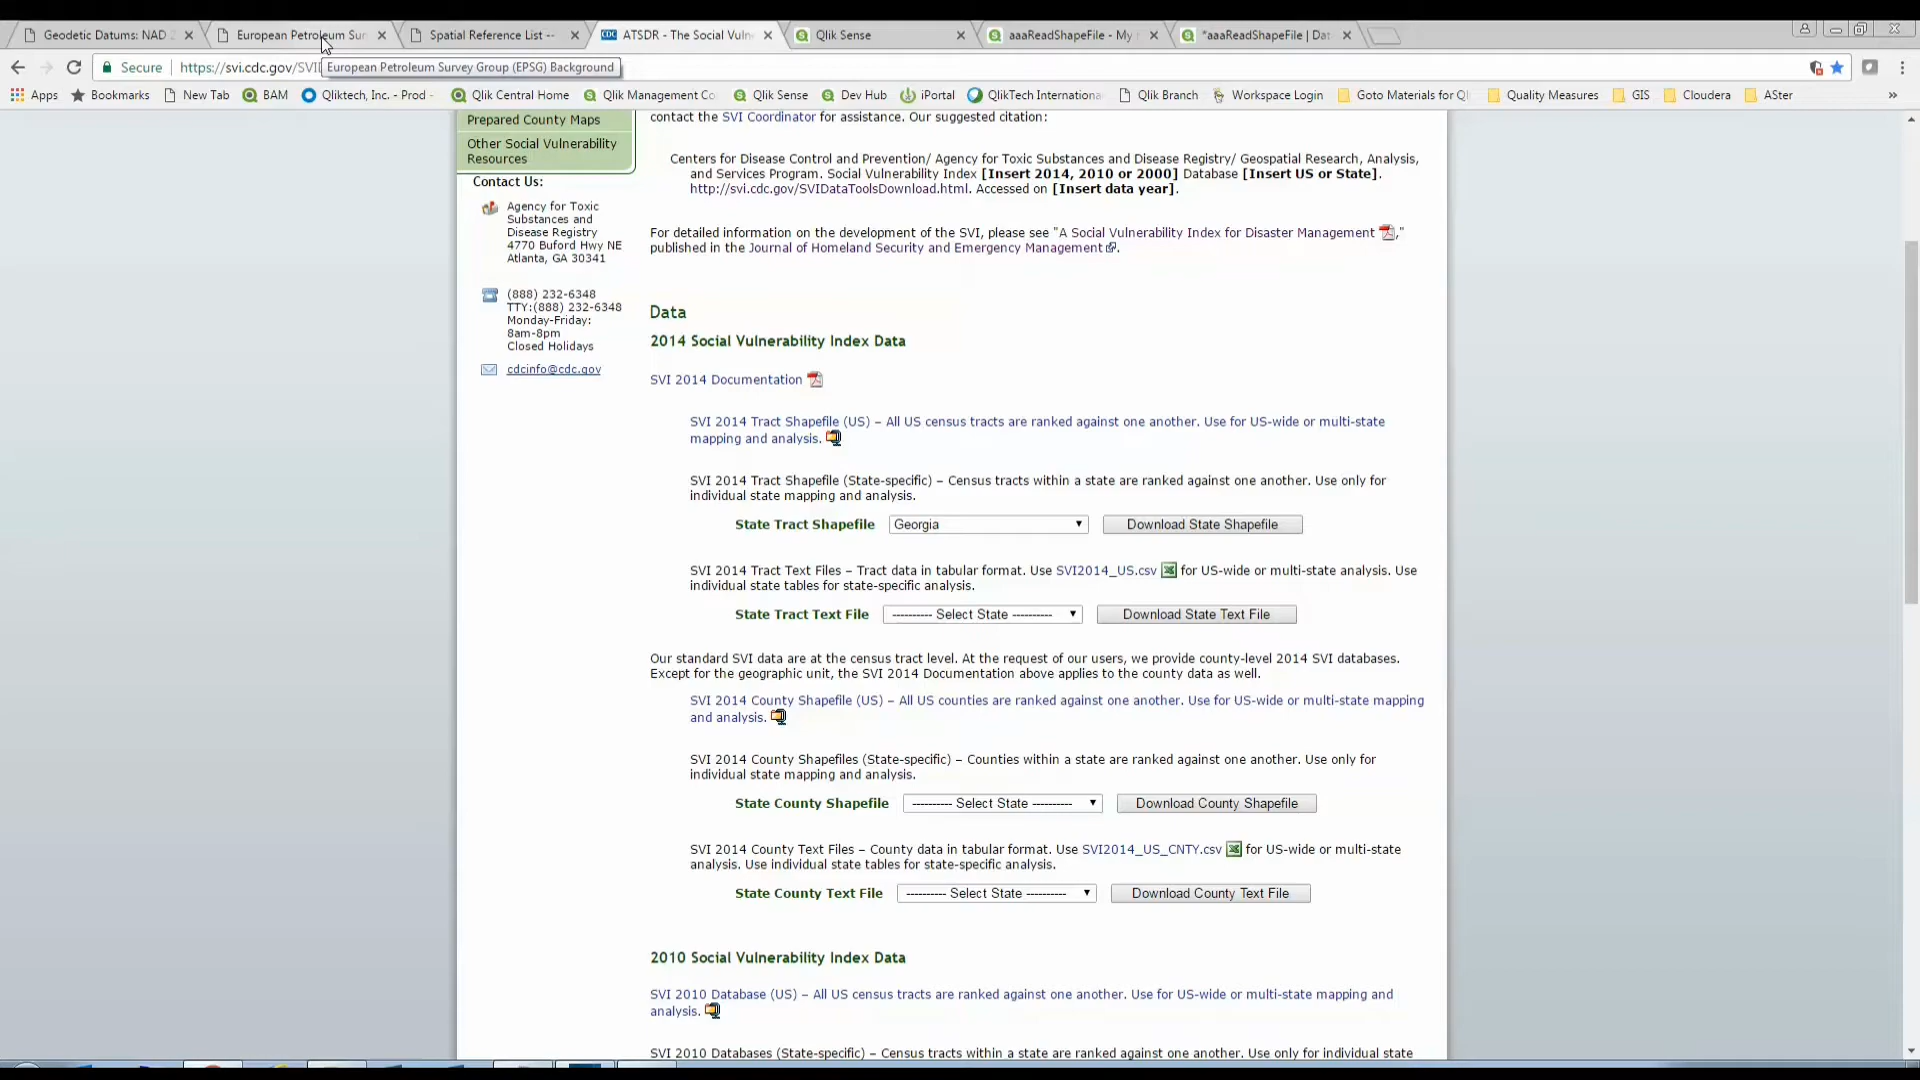 Geodetic Datums: NAD
European Petroleum Sur
Spatial Reference List --
ATSDR - The Social Vuln
Qlik Sense
aaaReadShapeFile - My
*aaaReadShapeFile | Dat
Secure
https://svi.cdc.gov/SVI
European Petroleum Survey Group (EPSG) Background
Apps
Bookmarks
New Tab
BAM
Qliktech, Inc. - Prod -
Qlik Central Home
Qlik Management Co
Qlik Sense
Dev Hub
iPortal
QlikTech Internationa
Qlik Branch
Workspace Login
Goto Materials for Ql
Quality Measures
GIS
Cloudera
ASter
»
Prepared County Maps
Other Social Vulnerability
Resources
Contact Us:
Agency for Toxic
Substances and
Disease Registry
4770 Buford Hwy NE
Atlanta, GA 30341
(888) 232-6348
TTY:(888) 232-6348
Monday-Friday:
8am-8pm
Closed Holidays
cdcinfo@cdc.gov
contact the SVI Coordinator for assistance. Our suggested citation:
Centers for Disease Control and Prevention/ Agency for Toxic Substances and Disease Registry/ Geospatial Research, Analysis,
and Services Program. Social Vulnerability Index [Insert 2014, 2010 or 2000] Database [Insert US or State].
http://svi.cdc.gov/SVIDataToolsDownload.html. Accessed on [Insert data year].
For detailed information on the development of the SVI, please see "A Social Vulnerability Index for Disaster Management ,"
published in the Journal of Homeland Security and Emergency Management .
Data
2014 Social Vulnerability Index Data
SVI 2014 Documentation
SVI 2014 Tract Shapefile (US) – All US census tracts are ranked against one another. Use for US-wide or multi-state
mapping and analysis.
SVI 2014 Tract Shapefile (State-specific) – Census tracts within a state are ranked against one another. Use only for
individual state mapping and analysis.
State Tract Shapefile Georgia Download State Shapefile
SVI 2014 Tract Text Files – Tract data in tabular format. Use SVI2014_US.csv for US-wide or multi-state analysis. Use
individual state tables for state-specific analysis.
State Tract Text File ---------- Select State ---------- Download State Text File
Our standard SVI data are at the census tract level. At the request of our users, we provide county-level 2014 SVI databases.
Except for the geographic unit, the SVI 2014 Documentation above applies to the county data as well.
SVI 2014 County Shapefile (US) – All US counties are ranked against one another. Use for US-wide or multi-state mapping
and analysis.
SVI 2014 County Shapefiles (State-specific) – Counties within a state are ranked against one another. Use only for
individual state mapping and analysis.
State County Shapefile ---------- Select State ---------- Download County Shapefile
SVI 2014 County Text Files – County data in tabular format. Use SVI2014_US_CNTY.csv for US-wide or multi-state
analysis. Use individual state tables for state-specific analysis.
State County Text File ---------- Select State ---------- Download County Text File
2010 Social Vulnerability Index Data
SVI 2010 Database (US) – All US census tracts are ranked against one another. Use for US-wide or multi-state mapping and
analysis.
SVI 2010 Databases (State-specific) – Census tracts within a state are ranked against one another. Use only for individual state